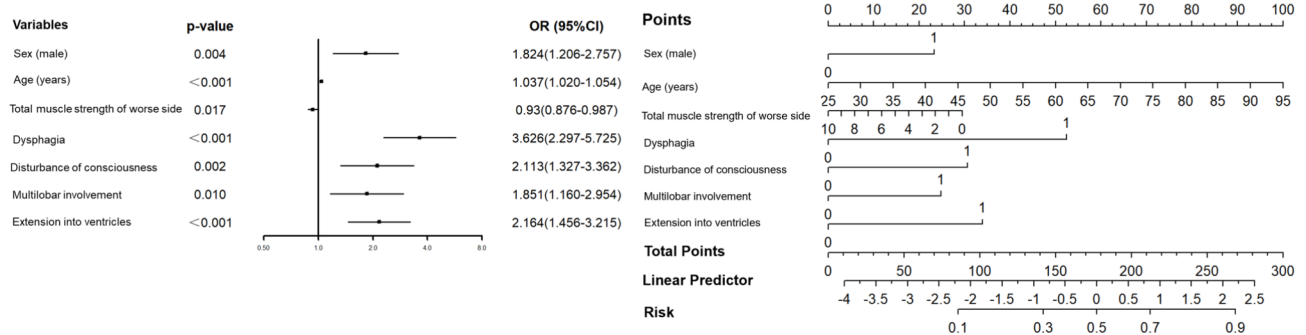 Variables p-value OR (95%CI)
Sex (male) 0.004 1.824(1.206-2.757)
Age (years) <0.001 1.037(1.020-1.054)
Total muscle strength of worse side 0.017 0.93(0.876-0.987)
Dysphagia <0.001 3.626(2.297-5.725)
Disturbance of consciousness 0.002 2.113(1.327-3.362)
Multilobar involvement 0.010 1.851(1.160-2.954)
Extension into ventricles <0.001 2.164(1.456-3.215)
0.50 1.0 2.0 4.0 8.0
Points 0 10 20 30 40 50 60 70 80 90 100
1
Sex (male)
0
Age (years)
25 30 35 40 45 50 55 60 65 70 75 80 85 90 95
Total muscle strength of worse side
10 8 6 4 2 0
1
Dysphagia
0
1
Disturbance of consciousness
0
1
Multilobar involvement
0
1
Extension into ventricles
0
Total Points
0 50 100 150 200 250 300
Linear Predictor
-4 -3.5 -3 -2.5 -2 -1.5 -1 -0.5 0 0.5 1 1.5 2 2.5
Risk
0.1 0.3 0.5 0.7 0.9